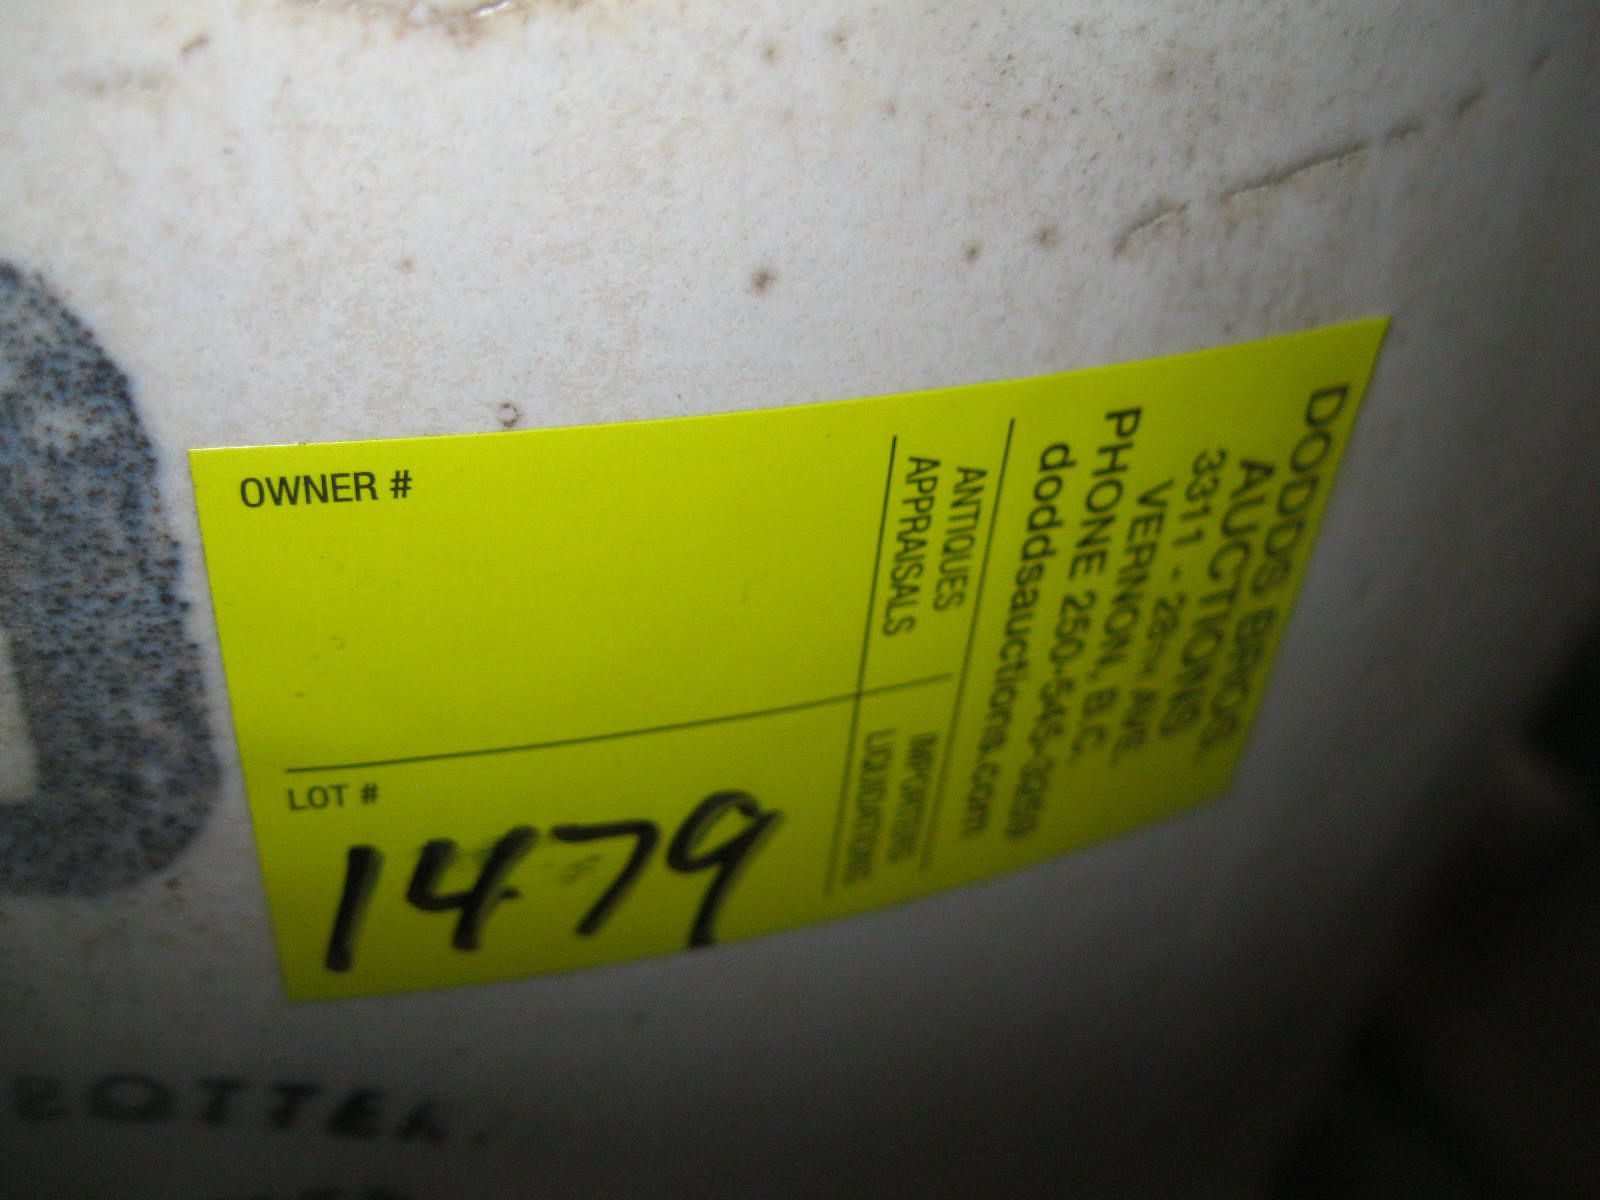 OWNER #
LOT #
1479
DODDS BROS.
AUCTIONS
3311 - 28TH AVE.
VERNON, B.C.
PHONE 250-545-3259
doddsauctions.com
ANTIQUES
APPRAISALS
IMPORTERS
LIQUIDATIONS